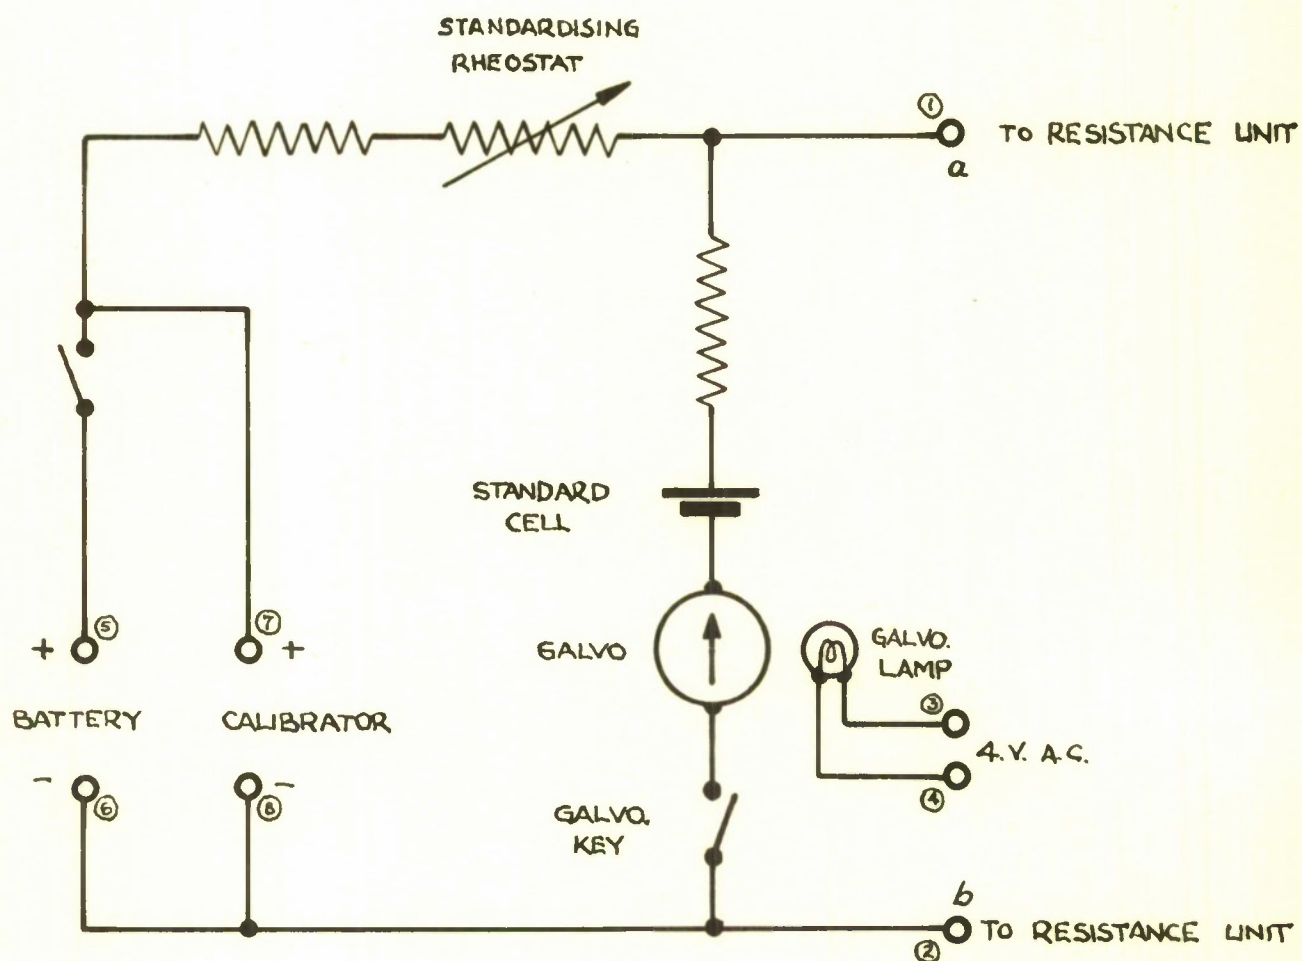 STANDARDISING
RHEOSTAT
①
TO RESISTANCE UNIT
a
STANDARD
CELL
⑤
⑦
+
+
GALVO
GALVO.
LAMP
BATTERY
CALIBRATOR
③
4.V. A.C.
-
-
⑥
⑧
④
GALVO.
KEY
b
TO RESISTANCE UNIT
②